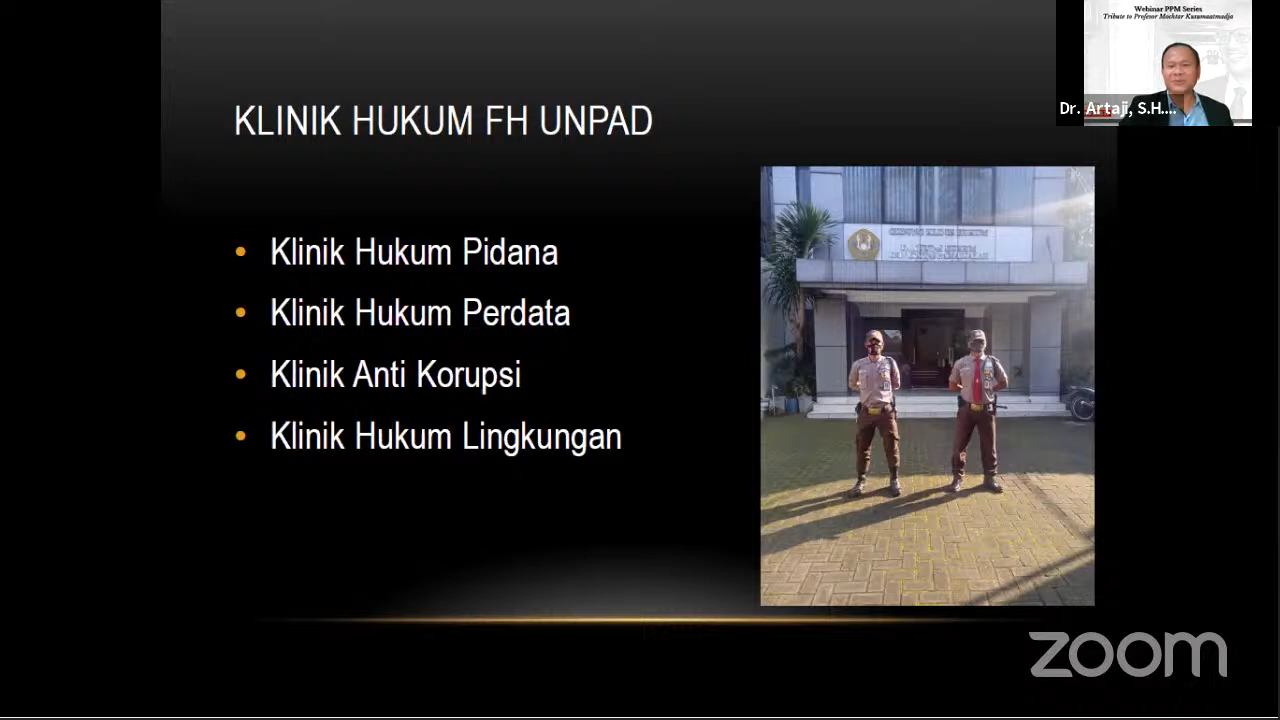 Webinar PPM Series
Tribute to Profesor Mochtar Kusumaatmadja
Dr. Artaji, S.H....
KLINIK HUKUM FH UNPAD
• Klinik Hukum Pidana
• Klinik Hukum Perdata
• Klinik Anti Korupsi
• Klinik Hukum Lingkungan
zoom